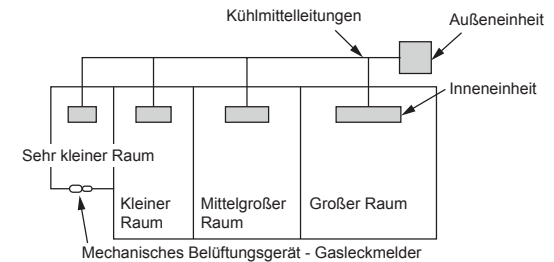 Kühlmittelleitungen
Außeneinheit
Inneneinheit
Sehr kleiner Raum
Kleiner
Raum
Mittelgroßer
Raum
Großer Raum
Mechanisches Belüftungsgerät - Gasleckmelder